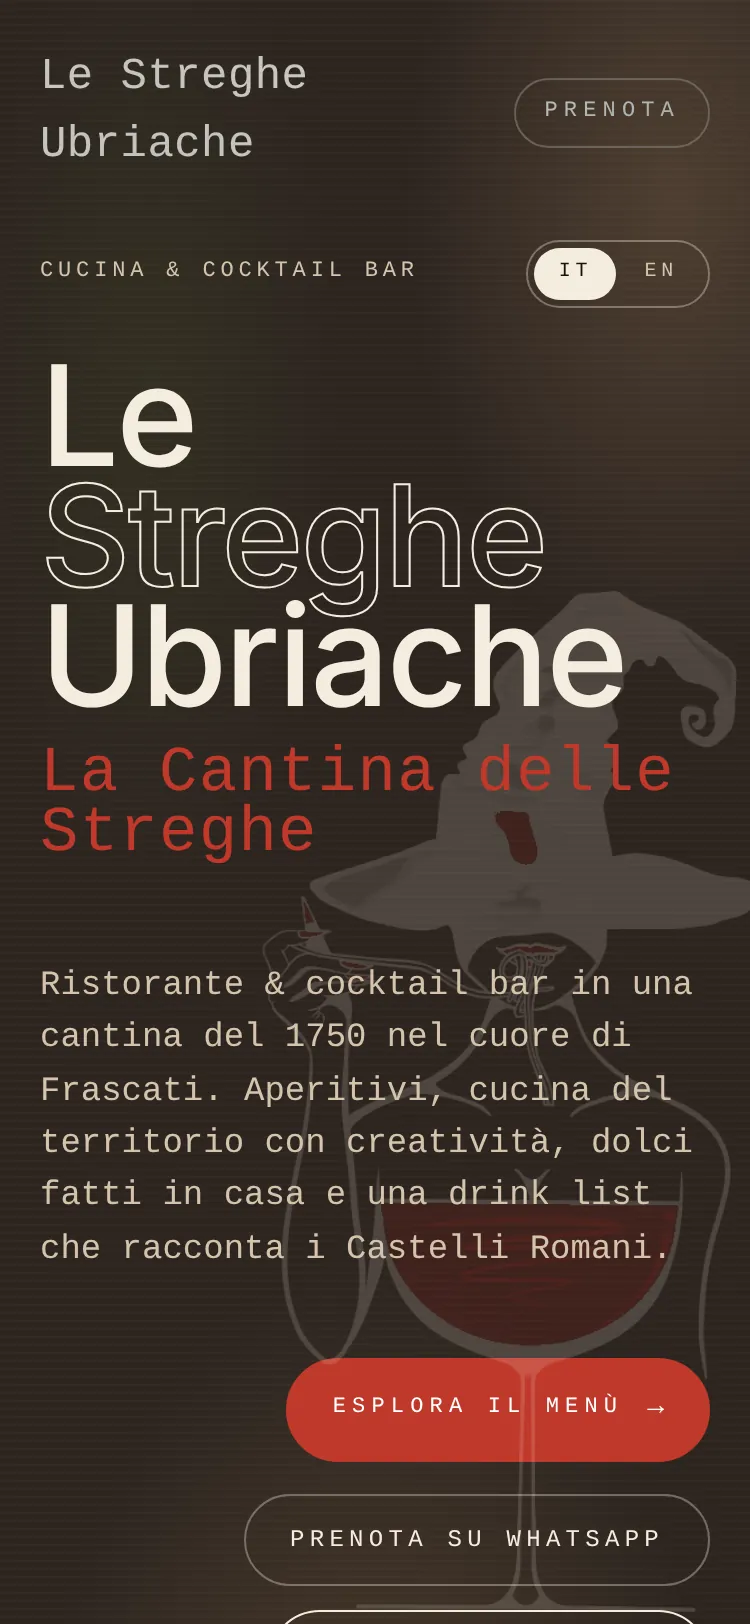 Le Streghe
Ubriache
PRENOTA
CUCINA & COCKTAIL BAR
IT EN
Le
Streghe
Ubriache
La Cantina delle
Streghe
Ristorante & cocktail bar in una
cantina del 1750 nel cuore di
Frascati. Aperitivi, cucina del
territorio con creatività, dolci
fatti in casa e una drink list
che racconta i Castelli Romani.
ESPLORA IL MENÙ →
PRENOTA SU WHATSAPP